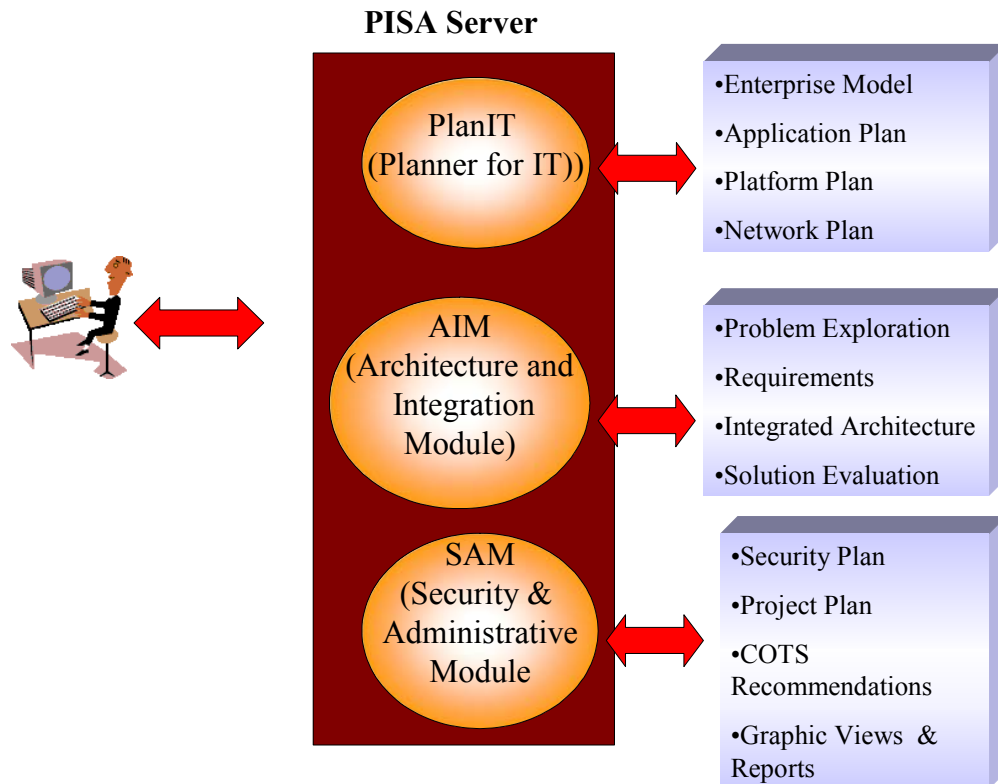 PISA Server
PlanIT
(Planner for IT))
•Enterprise Model
•Application Plan
•Platform Plan
•Network Plan
AIM
(Architecture and
Integration
Module)
•Problem Exploration
•Requirements
•Integrated Architecture
•Solution Evaluation
SAM
(Security &
Administrative
Module
•Security Plan
•Project Plan
•COTS
Recommendations
•Graphic Views &
Reports